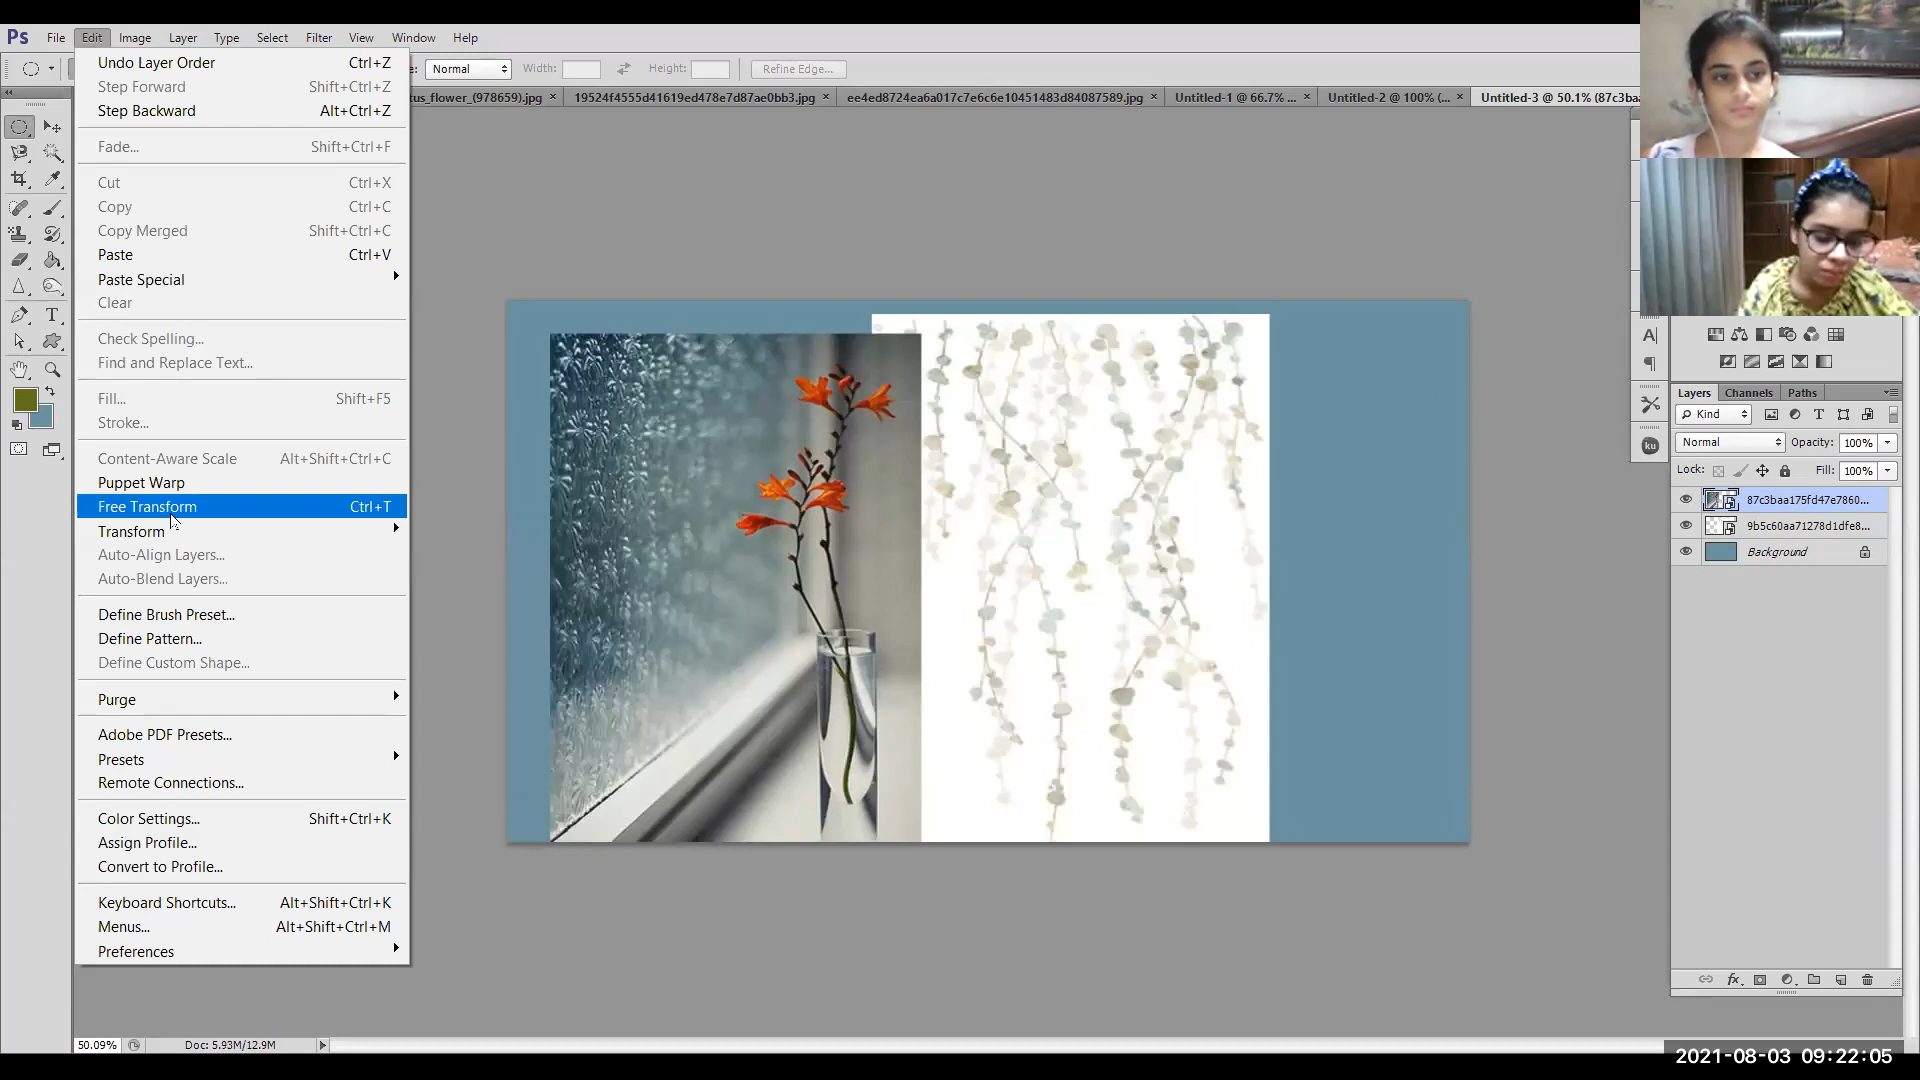 Ps File Edit Image Layer Type Select Filter View Window Help
Normal Width: Height: Refine Edge...
tus_flower_(978659).jpg × 19524f4555d41619ed478e7d87ae0bb3.jpg × ee4ed8724ea6a017c7e6c6e10451483d84087589.jpg × Untitled-1 @ 66.7% ... × Untitled-2 @ 100% (... × Untitled-3 @ 50.1% (87c3baa
Undo Layer Order Ctrl+Z
Step Forward Shift+Ctrl+Z
Step Backward Alt+Ctrl+Z
Fade... Shift+Ctrl+F
Cut Ctrl+X
Copy Ctrl+C
Copy Merged Shift+Ctrl+C
Paste Ctrl+V
Paste Special
Clear
Check Spelling...
Find and Replace Text...
Fill... Shift+F5
Stroke...
Content-Aware Scale Alt+Shift+Ctrl+C
Puppet Warp
Free Transform Ctrl+T
Transform
Auto-Align Layers...
Auto-Blend Layers...
Define Brush Preset...
Define Pattern...
Define Custom Shape...
Purge
Adobe PDF Presets...
Presets
Remote Connections...
Color Settings... Shift+Ctrl+K
Assign Profile...
Convert to Profile...
Keyboard Shortcuts... Alt+Shift+Ctrl+K
Menus... Alt+Shift+Ctrl+M
Preferences
ku
Layers Channels Paths
Kind
Normal Opacity: 100%
Lock: Fill: 100%
87c3baa175fd47e7860...
9b5c60aa71278d1dfe8...
Background
50.09% Doc: 5.93M/12.9M
2021-08-03 09:22:05